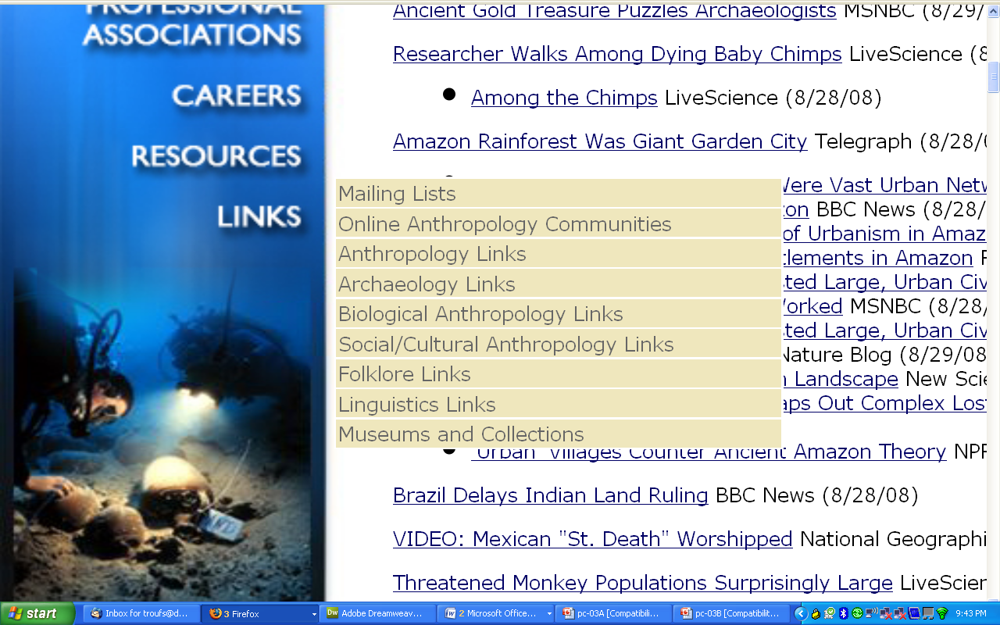 PROFESSIONAL
ASSOCIATIONS
CAREERS
RESOURCES
LINKS
Ancient Gold Treasure Puzzles Archaeologists MSNBC (8/29/
Researcher Walks Among Dying Baby Chimps LiveScience (8
Among the Chimps LiveScience (8/28/08)
Amazon Rainforest Was Giant Garden City Telegraph (8/28/
Were Vast Urban Netw
zon BBC News (8/28/
of Urbanism in Amaz
tlements in Amazon
ted Large, Urban Civ
Worked MSNBC (8/28/
ted Large, Urban Civ
Nature Blog (8/29/08
Landscape New Scie
aps Out Complex Lost
"Urban" Villages Counter Ancient Amazon Theory NPR
Mailing Lists
Online Anthropology Communities
Anthropology Links
Archaeology Links
Biological Anthropology Links
Social/Cultural Anthropology Links
Folklore Links
Linguistics Links
Museums and Collections
Brazil Delays Indian Land Ruling BBC News (8/28/08)
VIDEO: Mexican "St. Death" Worshipped National Geographi
Threatened Monkey Populations Surprisingly Large LiveScien
start
Inbox for troufs@d...
3 Firefox
Adobe Dreamweav...
2 Microsoft Office...
pc-03A [Compatibili...
pc-03B [Compatibilit...
9:43 PM